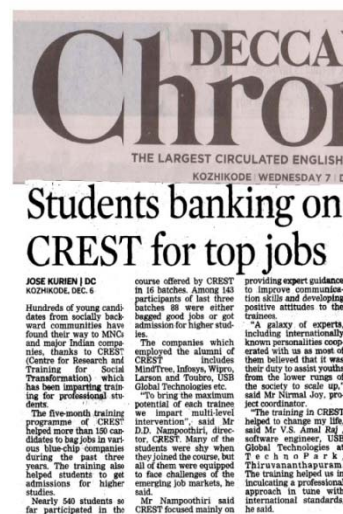 DECCA
Chro
THE LARGEST CIRCULATED ENGLISH
KOZHIKODE | WEDNESDAY 7 | D
Students banking on
CREST for top jobs
JOSE KURIEN | DC
KOZHIKODE, DEC. 6
Hundreds of young candi-
dates from socially back-
ward communities have
found their way to MNCs
and major Indian compa-
nies, thanks to CREST
(Centre for Research and
Training for Social
Transformation) which
has been imparting train-
ing for professional stu-
dents.
The five-month training
programme of CREST
helped more than 150 can-
didates to bag jobs in vari-
ous blue-chip companies
during the past three
years. The training also
helped students to get
admissions for higher
studies.
Nearly 540 students so
far participated in the
course offered by CREST
in 16 batches. Among 143
participants of last three
batches 88 were either
bagged good jobs or got
admission for higher stud-
ies.
The companies which
employed the alumni of
CREST includes
MindTree, Infosys, Wipro,
Larson and Toubro, USB
Global Technologies etc.
"To bring the maximum
potential of each trainee
we impart multi-level
intervention", said Mr
D.D. Nampoothiri, direc-
tor, CREST. Many of the
students were shy when
they joined the course, but
all of them were equipped
to face challenges of the
emerging job markets, he
said.
Mr Nampoothiri said
CREST focused mainly on
providing expert guidance
to improve communica-
tion skills and developing
positive attitudes to the
trainees.
"A galaxy of experts,
including internationally
known personalities coop-
erated with us as most of
them believed that it was
their duty to assist youths
from the lower rungs of
the society to scale up,"
said Mr Nirmal Joy, pro-
ject coordinator.
"The training in CREST
helped to change my life,
said Mr V.S. Amal Raj,
software engineer, USB
Global Technologies at
TechnoPark,
Thiruvananthapuram.
The training helped us in
inculcating a professional
approach in tune with
international standards,
he said.